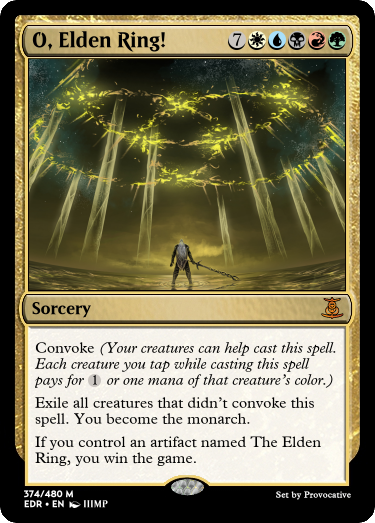 O, Elden Ring! 7
Sorcery
Convoke (Your creatures can help cast this spell.
Each creature you tap while casting this spell
pays for 1 or one mana of that creature's color.)
Exile all creatures that didn't convoke this
spell. You become the monarch.
If you control an artifact named The Elden
Ring, you win the game.
374/480 M
EDR • EN IIIMP
Set by Provocative